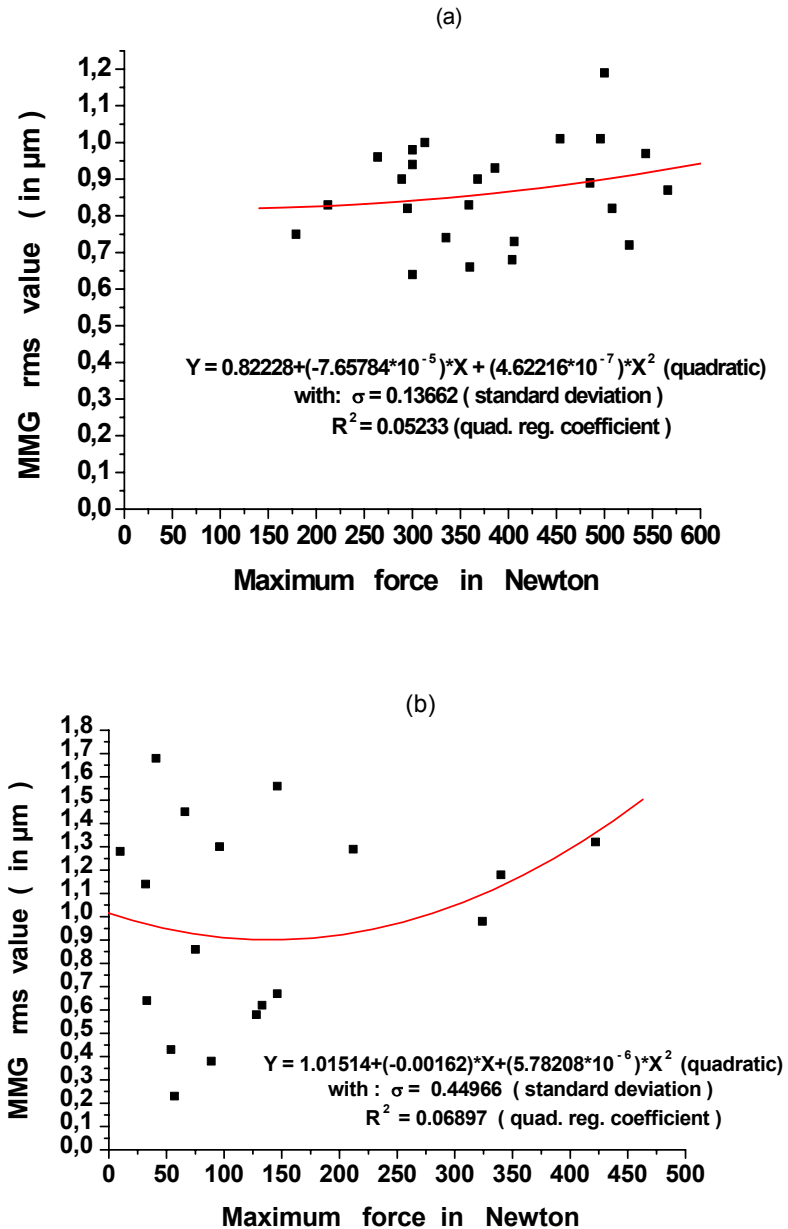 (a)
MMG rms value ( in µm )
1,2
1,1
1,0
0,9
0,8
0,7
0,6
0,5
0,4
0,3
0,2
0,1
0,0
Y = 0.82228+(-7.65784*10⁻⁵)*X + (4.62216*10⁻⁷)*X² (quadratic)
with: σ = 0.13662 ( standard deviation )
R² = 0.05233 (quad. reg. coefficient )
0 50 100 150 200 250 300 350 400 450 500 550 600
Maximum force in Newton
(b)
MMG rms value ( in µm )
1,8
1,7
1,6
1,5
1,4
1,3
1,2
1,1
1,0
0,9
0,8
0,7
0,6
0,5
0,4
0,3
0,2
0,1
0,0
Y = 1.01514+(-0.00162)*X+(5.78208*10⁻⁶)*X² (quadratic)
with : σ = 0.44966 ( standard deviation )
R² = 0.06897 ( quad. reg. coefficient )
0 50 100 150 200 250 300 350 400 450 500
Maximum force in Newton